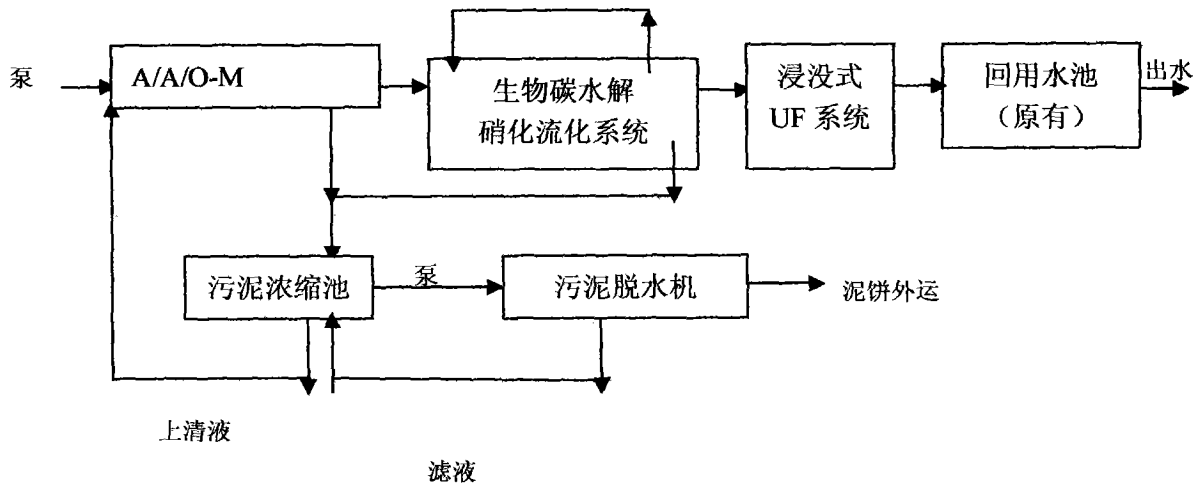 泵
A/A/O-M
生物碳水解
硝化流化系统
浸没式
UF 系统
回用水池
（原有）
出水
污泥浓缩池
泵
污泥脱水机
泥饼外运
上清液
滤液